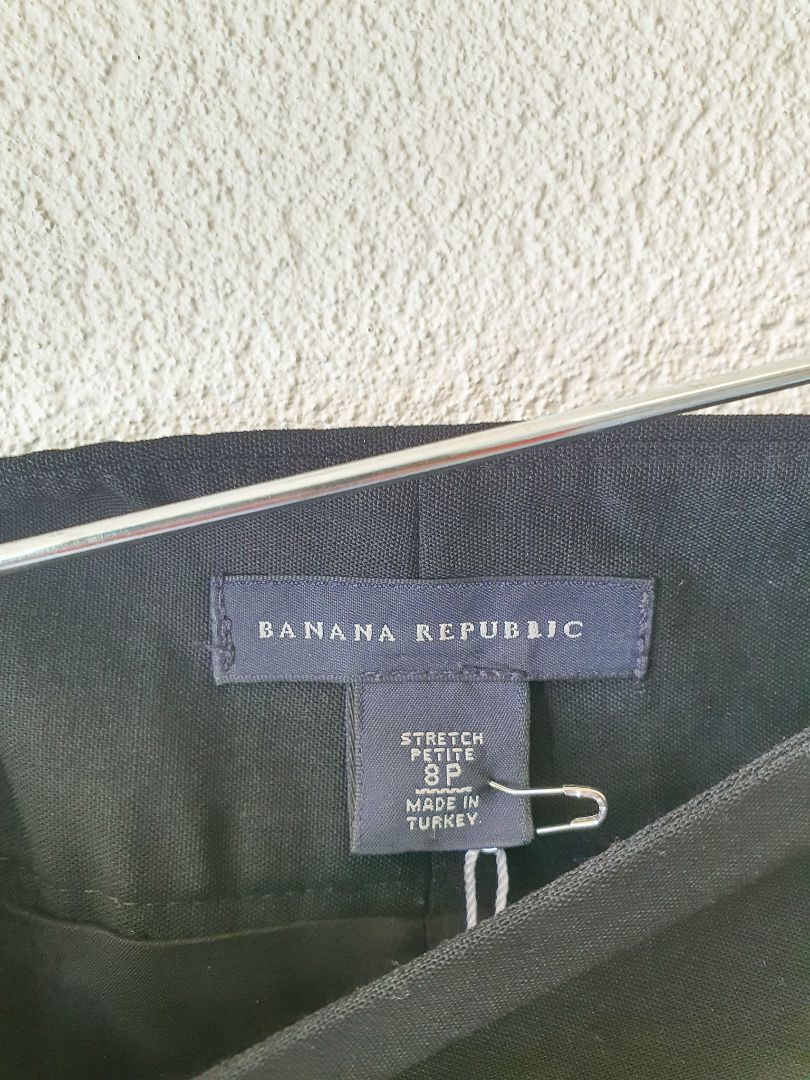 BANANA REPUBLIC
STRETCH
PETITE
8P
MADE IN
TURKEY